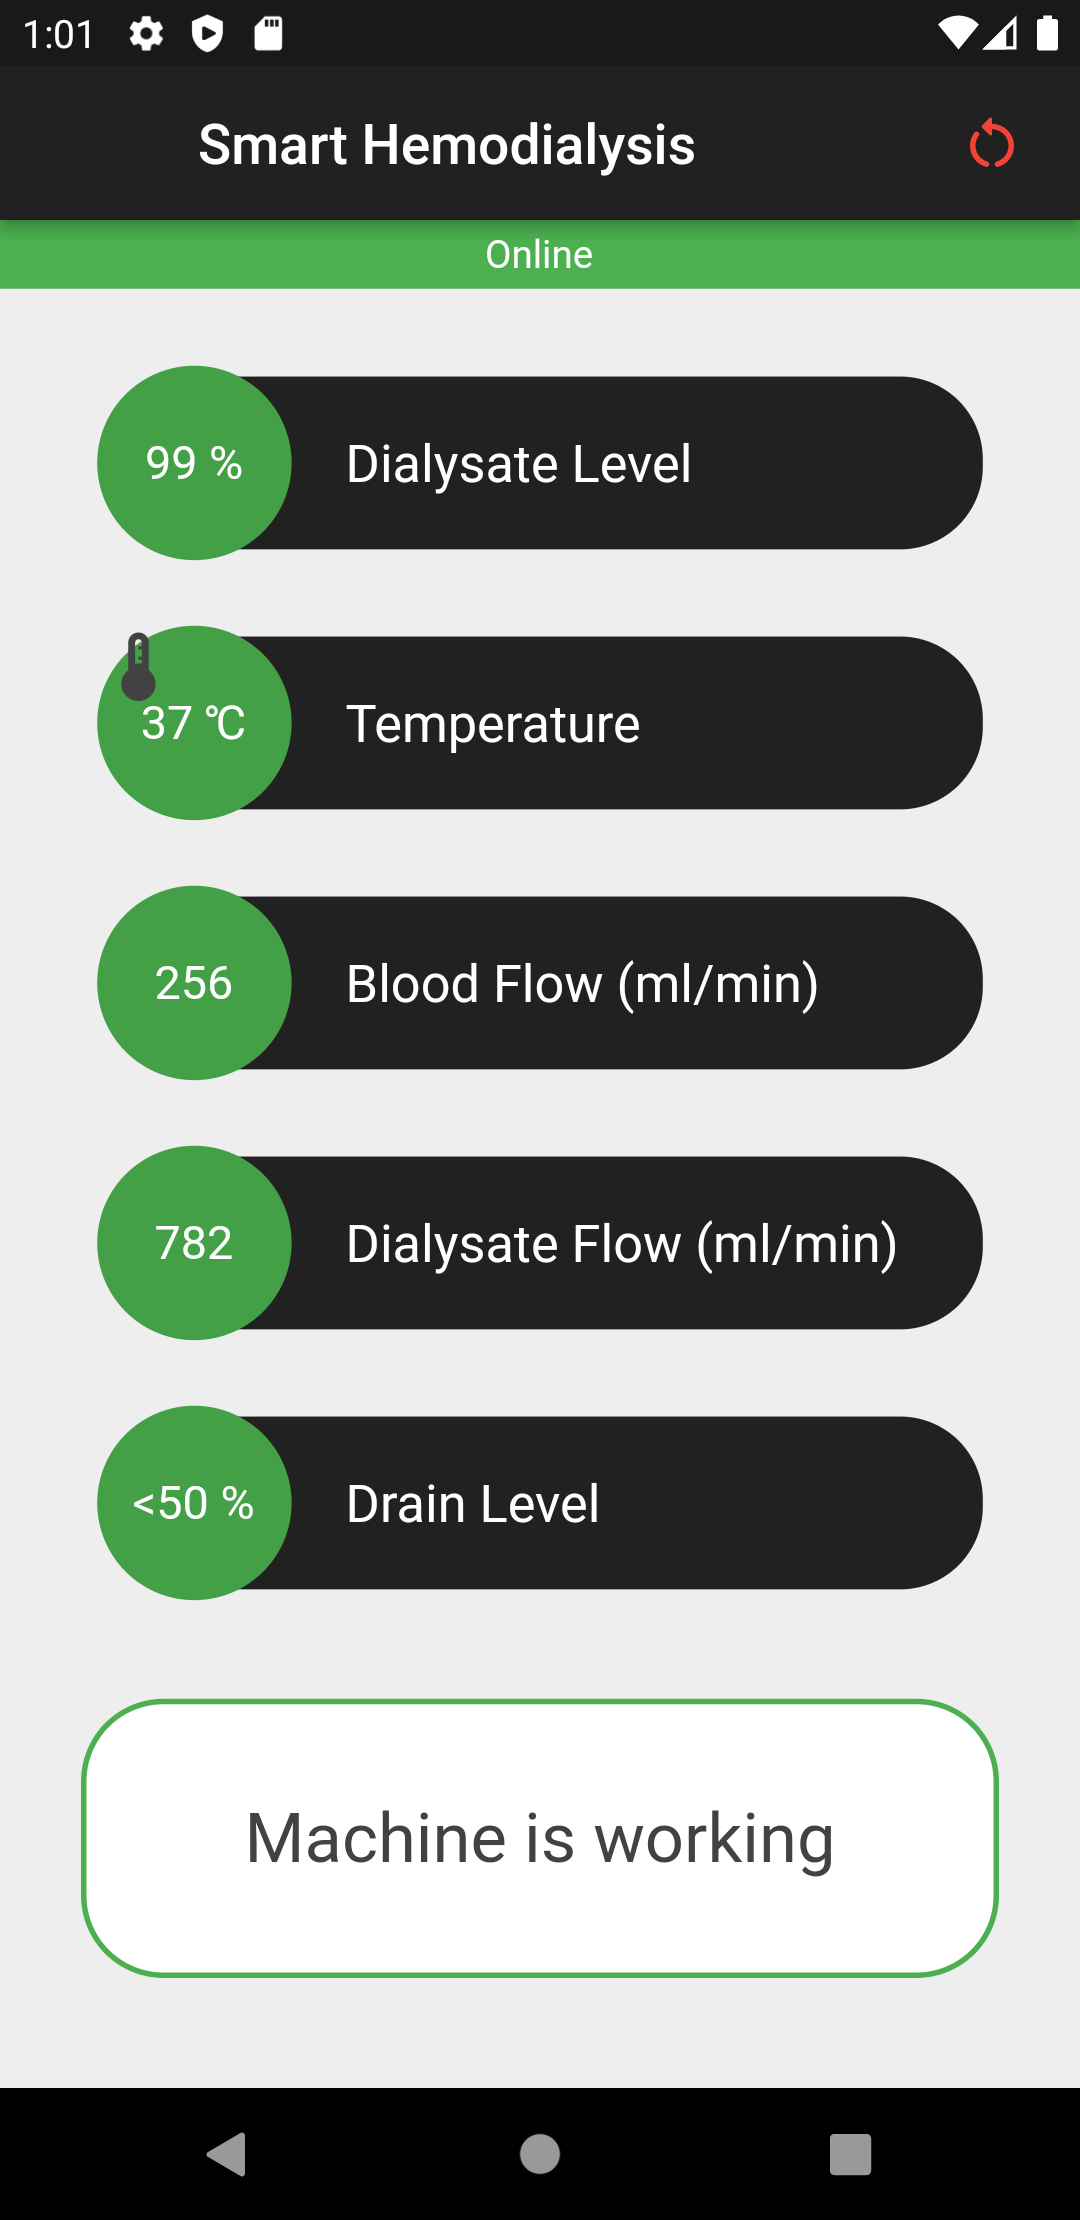 1:01
Smart Hemodialysis
Online
99 %
Dialysate Level
37 ℃
Temperature
256
Blood Flow (ml/min)
782
Dialysate Flow (ml/min)
<50 %
Drain Level
Machine is working